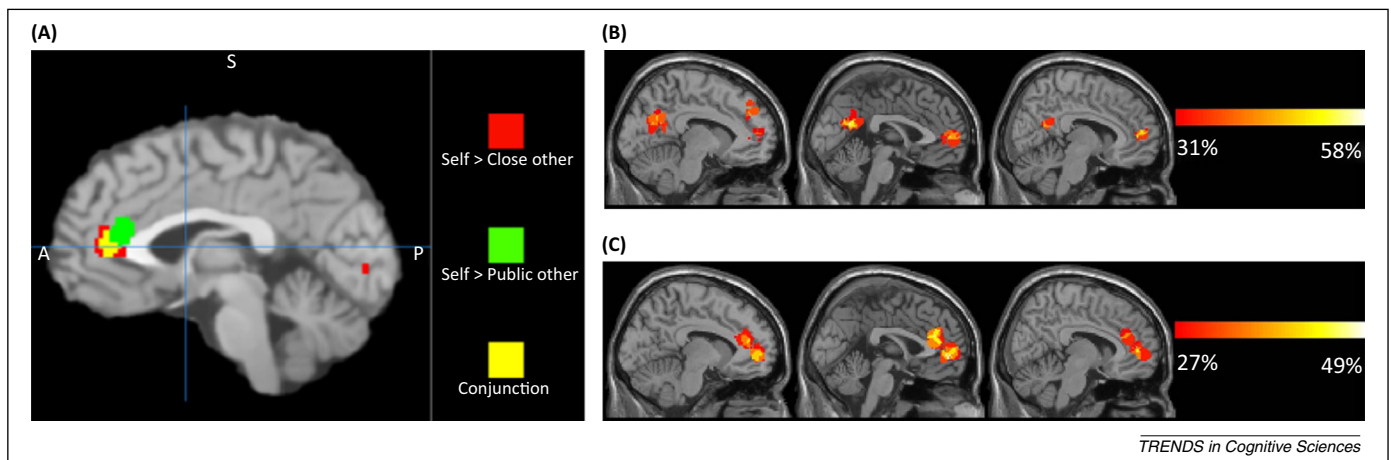 (A)
S
A
P
Self > Close other
Self > Public other
Conjunction
(B)
31%
58%
(C)
27%
49%
TRENDS in Cognitive Sciences